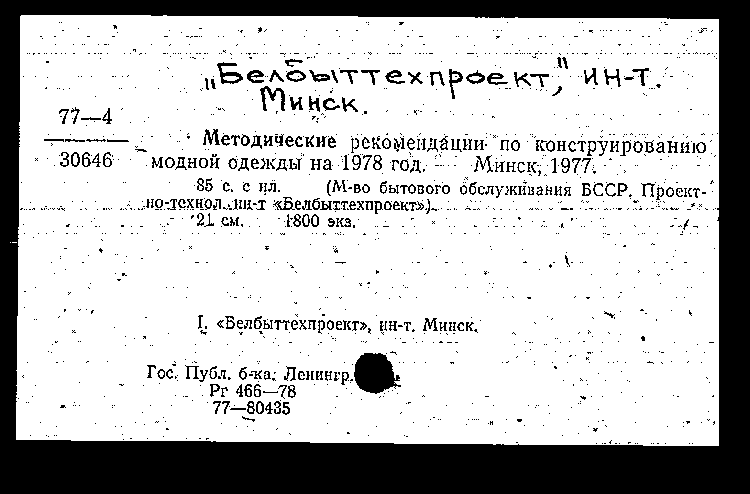 „Белбыттехпроект," ин-т.
Минск.
77—4
30646
Методические рекомендации по конструированию
модной одежды на 1978 год. — Минск, 1977.
85 с. с ил. (М-во бытового обслуживания БССР. Проект-
но-технол. ин-т «Белбыттехпроект»).
21 см. 1800 экз.
I. «Белбыттехпроект», ин-т. Минск.
Гос. Публ. б-ка: Ленингр.
Рг 466—78
77—80435